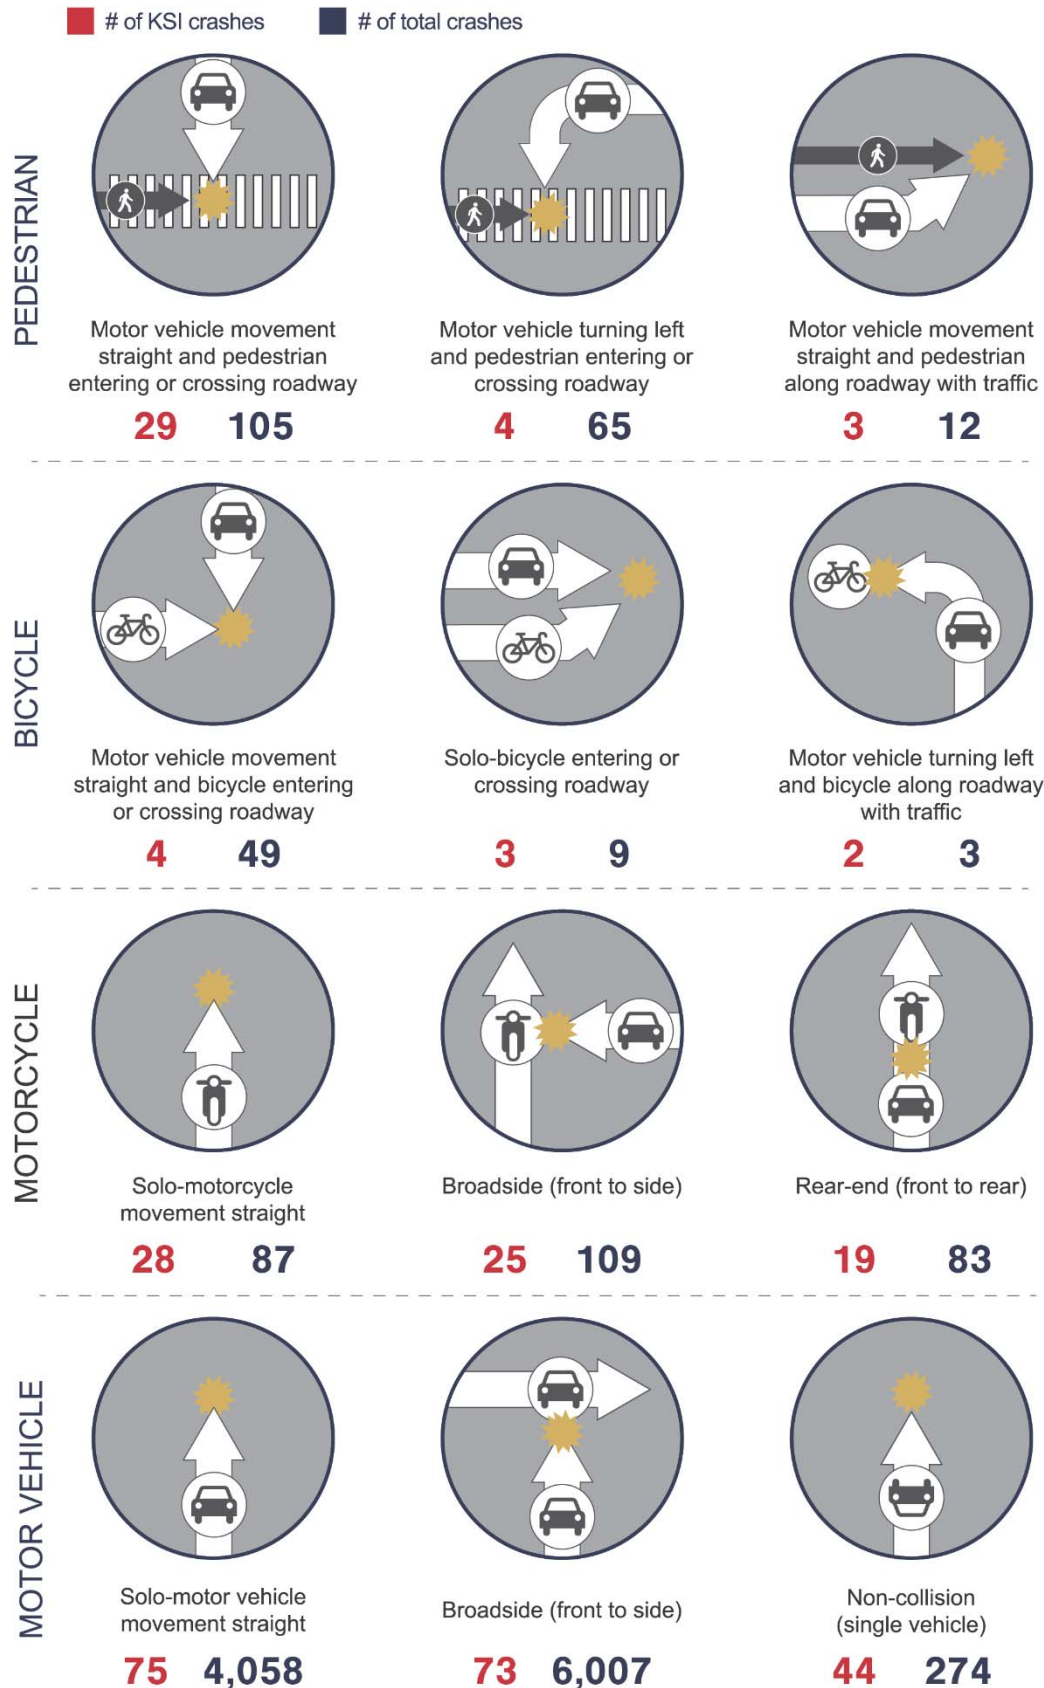 # of KSI crashes # of total crashes
PEDESTRIAN
Motor vehicle movement
straight and pedestrian
entering or crossing roadway
29 105
Motor vehicle turning left
and pedestrian entering or
crossing roadway
4 65
Motor vehicle movement
straight and pedestrian
along roadway with traffic
3 12
BICYCLE
Motor vehicle movement
straight and bicycle entering
or crossing roadway
4 49
Solo-bicycle entering or
crossing roadway
3 9
Motor vehicle turning left
and bicycle along roadway
with traffic
2 3
MOTORCYCLE
Solo-motorcycle
movement straight
28 87
Broadside (front to side)
25 109
Rear-end (front to rear)
19 83
MOTOR VEHICLE
Solo-motor vehicle
movement straight
75 4,058
Broadside (front to side)
73 6,007
Non-collision
(single vehicle)
44 274